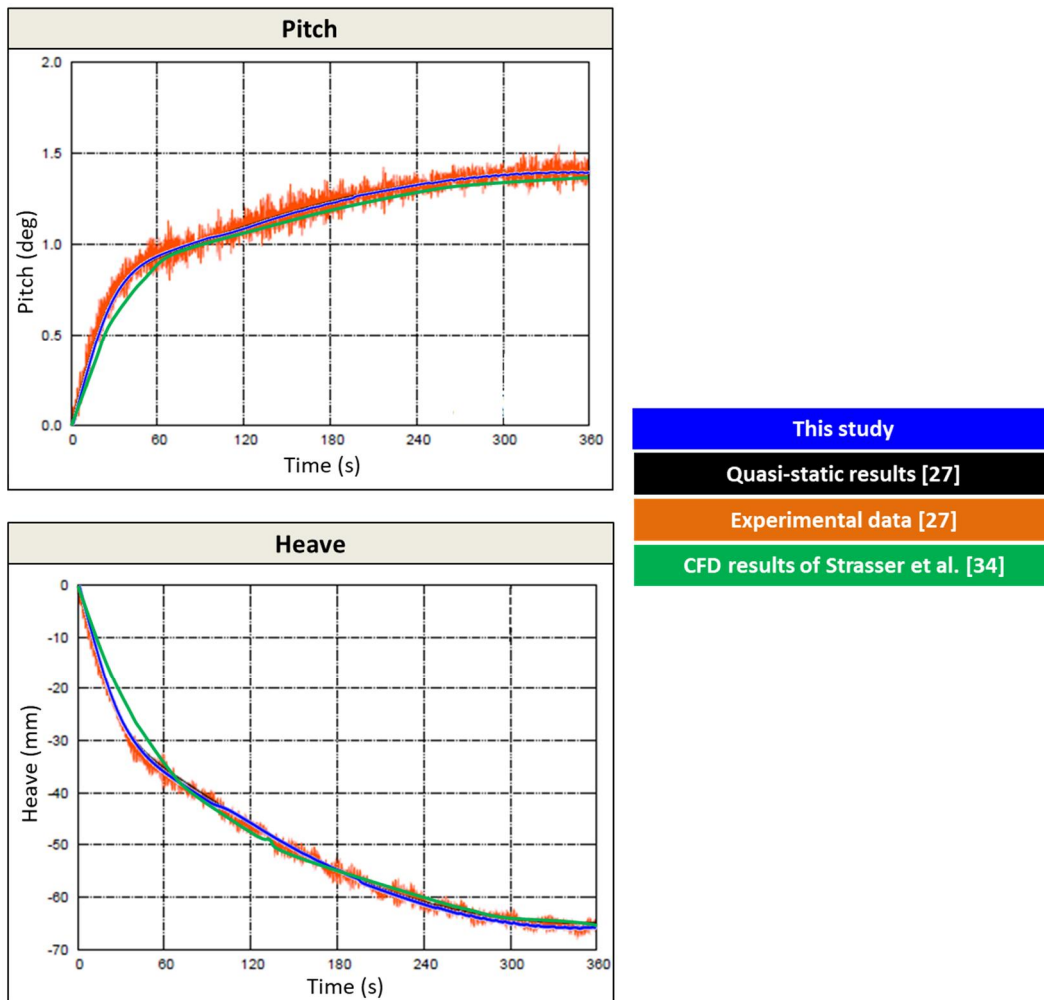 Pitch
2.0
1.5
1.0
0.5
0.0
Pitch (deg)
0 60 120 180 240 300 360
Time (s)
This study
Quasi-static results [27]
Experimental data [27]
CFD results of Strasser et al. [34]
Heave
0
-10
-20
-30
-40
-50
-60
-70
Heave (mm)
0 60 120 180 240 300 360
Time (s)